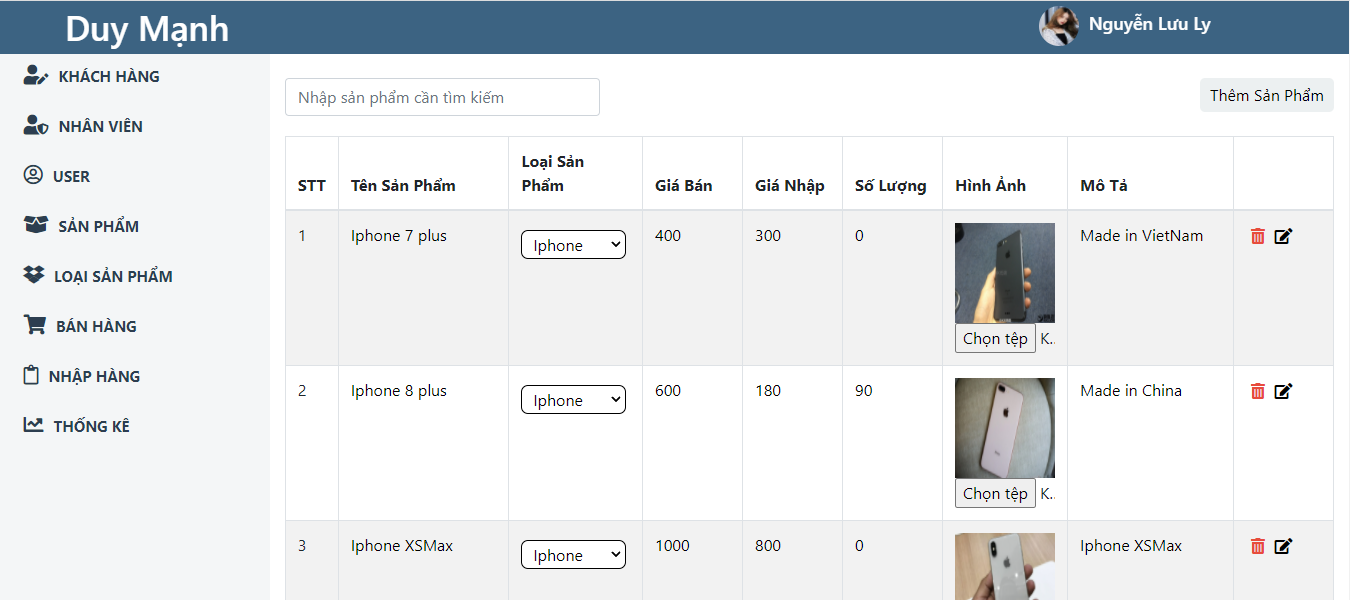 Duy Mạnh
Nguyễn Lưu Ly
KHÁCH HÀNG
NHÂN VIÊN
USER
SẢN PHẨM
LOẠI SẢN PHẨM
BÁN HÀNG
NHẬP HÀNG
THỐNG KÊ
Nhập sản phẩm cần tìm kiếm
Thêm Sản Phẩm
STT Tên Sản Phẩm Loại Sản Phẩm Giá Bán Giá Nhập Số Lượng Hình Ảnh Mô Tả
1 Iphone 7 plus Iphone 400 300 0 Made in VietNam
Chọn tệp K..
2 Iphone 8 plus Iphone 600 180 90 Made in China
Chọn tệp K..
3 Iphone XSMax Iphone 1000 800 0 Iphone XSMax